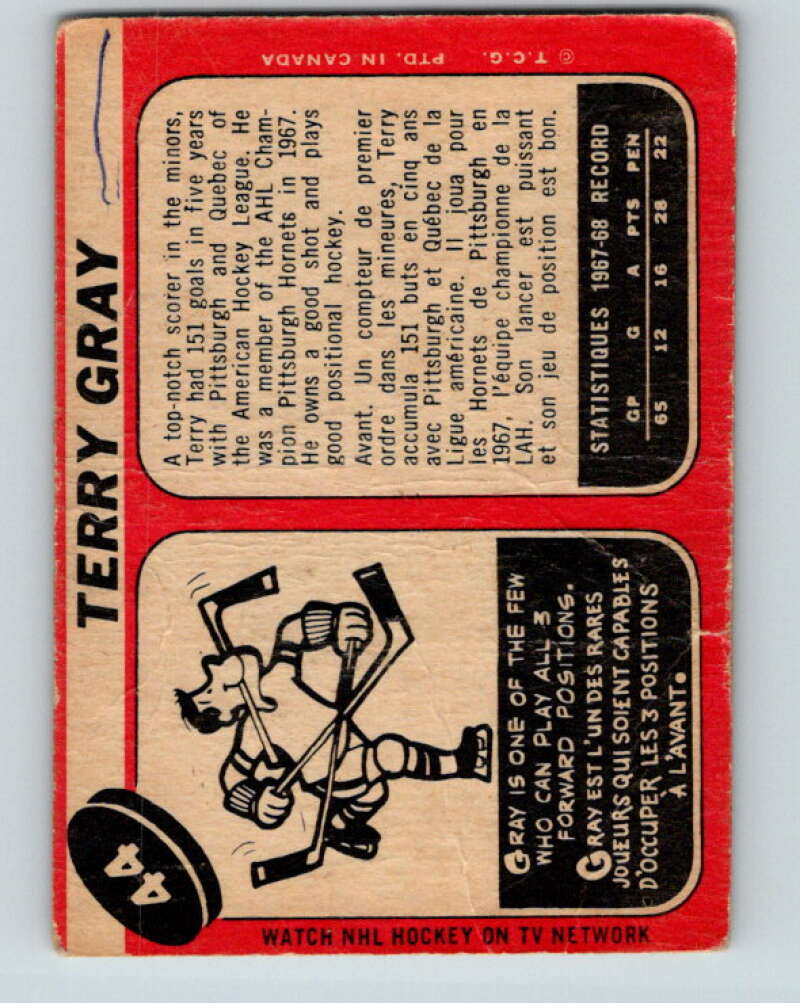 TERRY GRAY
44
A top-notch scorer in the minors,
Terry had 151 goals in five years
with Pittsburgh and Quebec of
the American Hockey League. He
was a member of the AHL Cham-
pion Pittsburgh Hornets in 1967.
He owns a good shot and plays
good positional hockey.
Avant. Un compteur de premier
ordre dans les mineures, Terry
accumula 151 buts en cinq ans
avec Pittsburgh et Québec de la
Ligue américaine. Il joua pour
les Hornets de Pittsburgh en
1967, l'équipe championne de la
LAH. Son lancer est puissant
et son jeu de position est bon.
STATISTIQUES 1967-68 RECORD
GP G A PTS PEN
65 12 16 28 22
GRAY IS ONE OF THE FEW
WHO CAN PLAY ALL 3
FORWARD POSITIONS.
GRAY EST L'UN DES RARES
JOUEURS QUI SOIENT CAPABLES
D'OCCUPER LES 3 POSITIONS
À L'AVANT.
WATCH NHL HOCKEY ON TV NETWORK
© T.C.G. PTD. IN CANADA